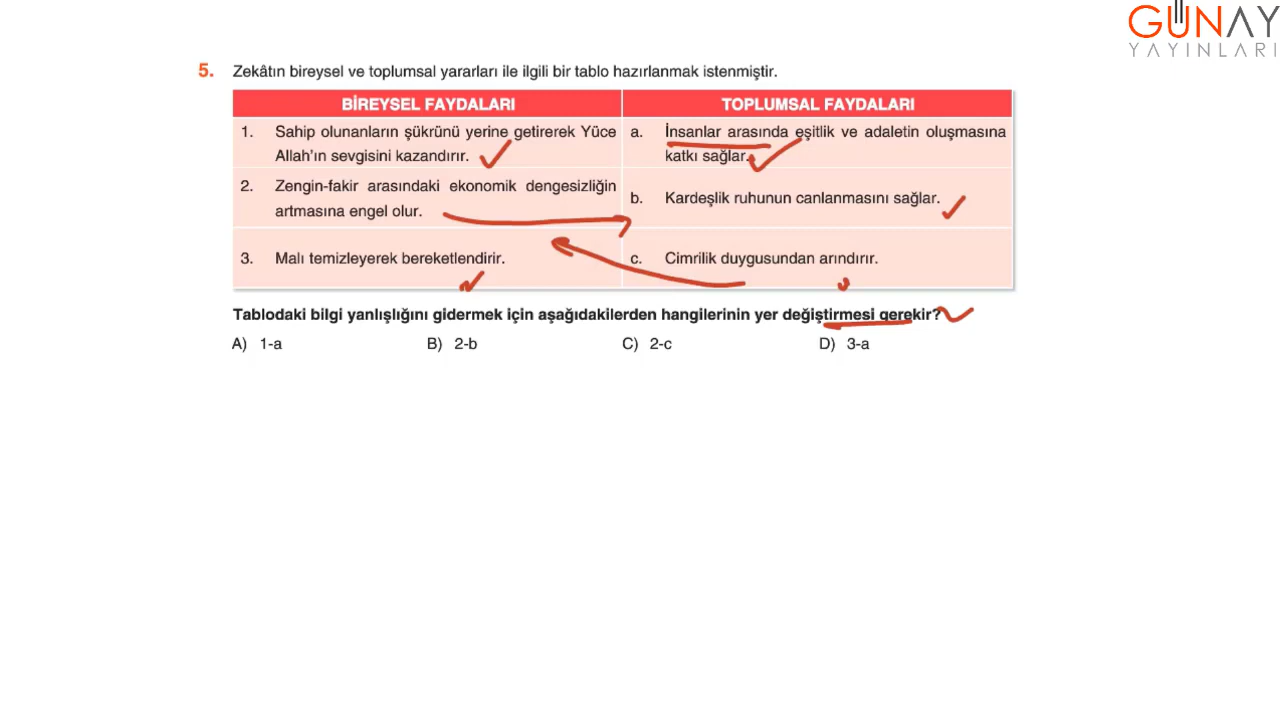 GÜNAY
YAYINLARI
5. Zekâtın bireysel ve toplumsal yararları ile ilgili bir tablo hazırlanmak istenmiştir.
BİREYSEL FAYDALARI
TOPLUMSAL FAYDALARI
1. Sahip olunanların şükrünü yerine getirerek Yüce
Allah'ın sevgisini kazandırır.
a. İnsanlar arasında eşitlik ve adaletin oluşmasına
katkı sağlar.
2. Zengin-fakir arasındaki ekonomik dengesizliğin
artmasına engel olur.
b. Kardeşlik ruhunun canlanmasını sağlar.
3. Malı temizleyerek bereketlendirir.
c. Cimrilik duygusundan arındırır.
Tablodaki bilgi yanlışlığını gidermek için aşağıdakilerden hangilerinin yer değiştirmesi gerekir?
A) 1-a B) 2-b C) 2-c D) 3-a